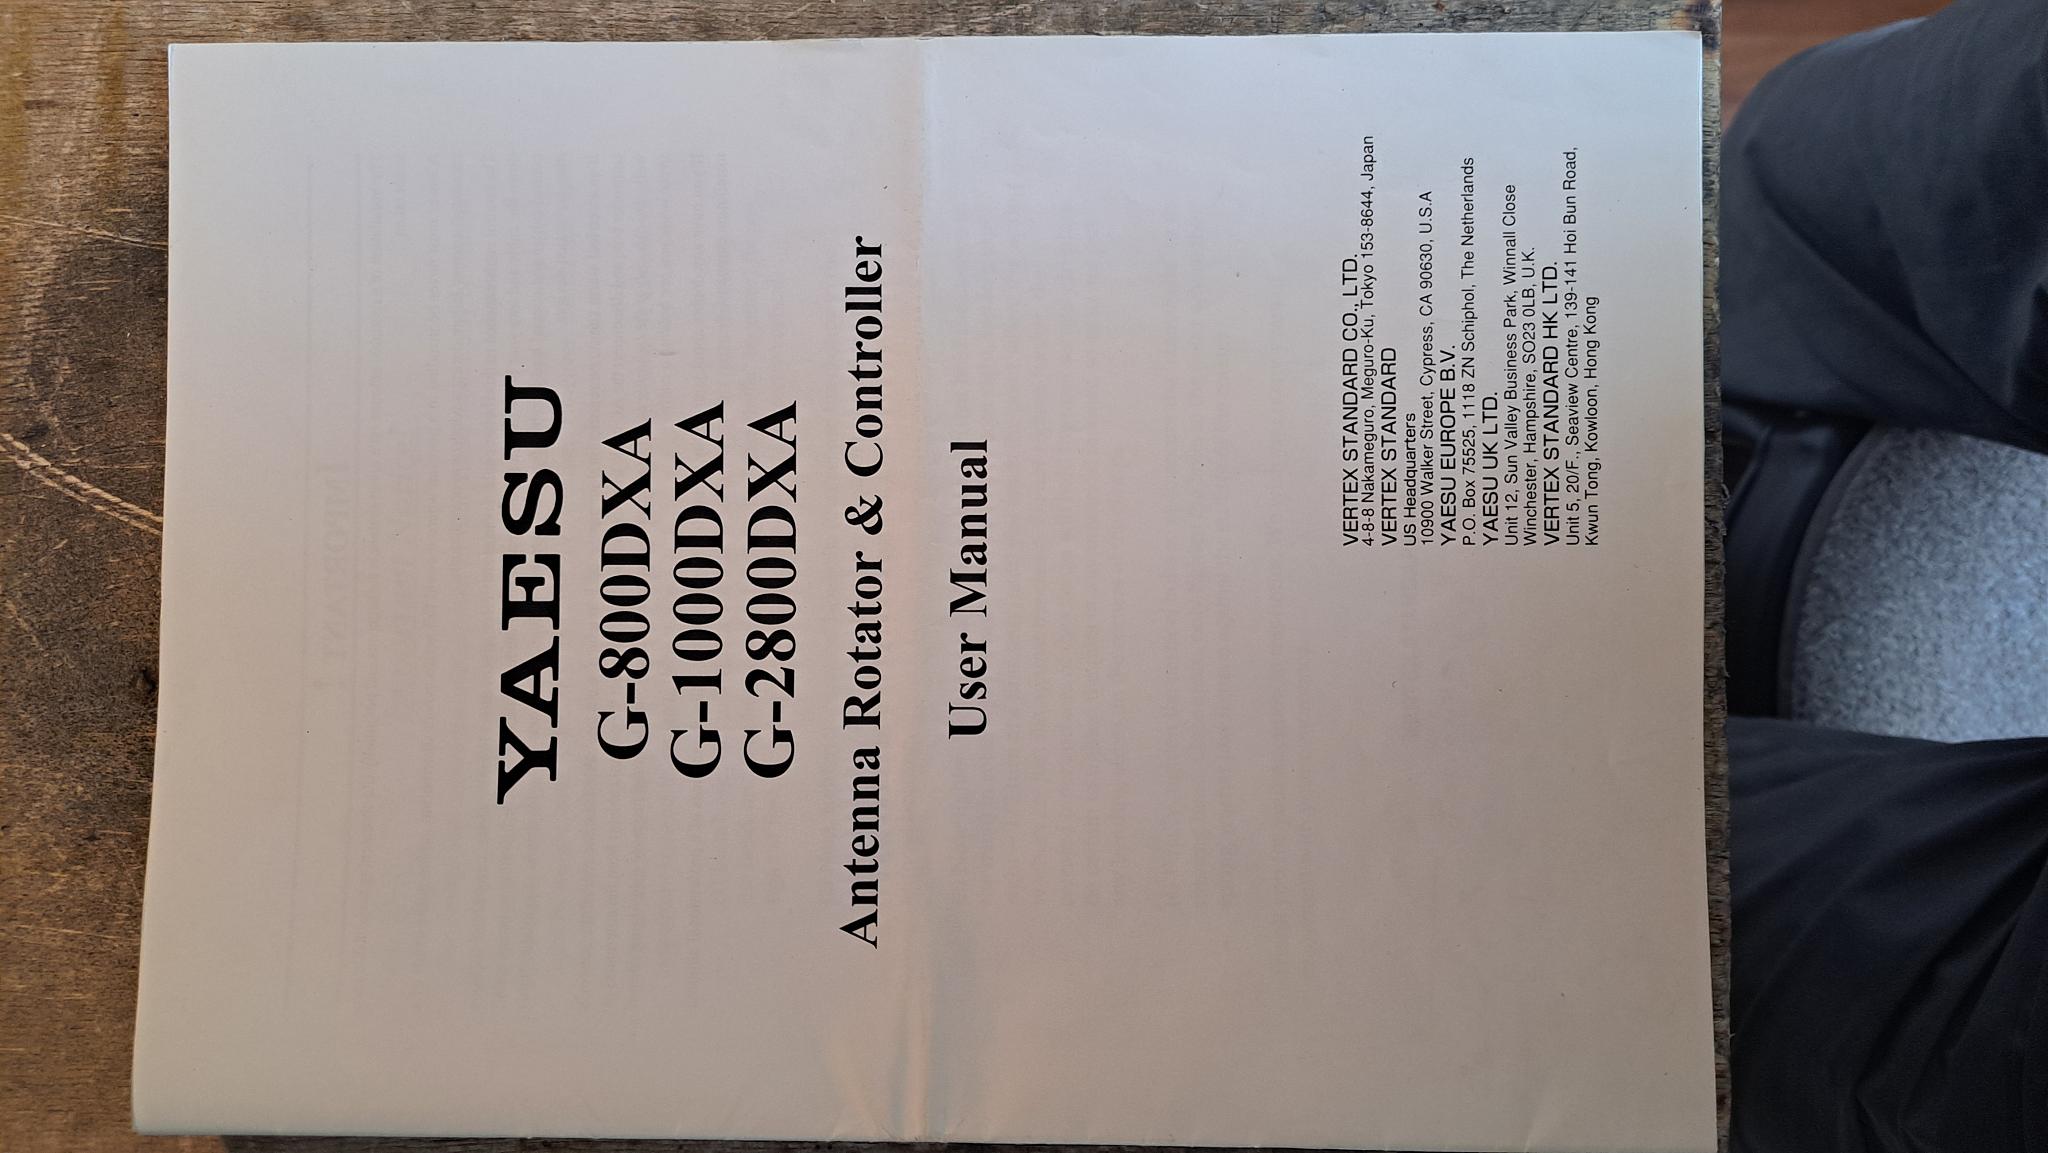 YAESU
G-800DXA
G-1000DXA
G-2800DXA
Antenna Rotator & Controller
User Manual
VERTEX STANDARD CO., LTD.
4-8-8 Nakameguro, Meguro-Ku, Tokyo 153-8644, Japan
VERTEX STANDARD
US Headquarters
10900 Walker Street, Cypress, CA 90630, U.S.A
YAESU EUROPE B.V.
P.O. Box 75525, 1118 ZN Schiphol, The Netherlands
YAESU UK LTD.
Unit 12, Sun Valley Business Park, Winnall Close
Winchester, Hampshire, SO23 0LB, U.K.
VERTEX STANDARD HK LTD.
Unit 5, 20/F., Seaview Centre, 139-141 Hoi Bun Road,
Kwun Tong, Kowloon, Hong Kong